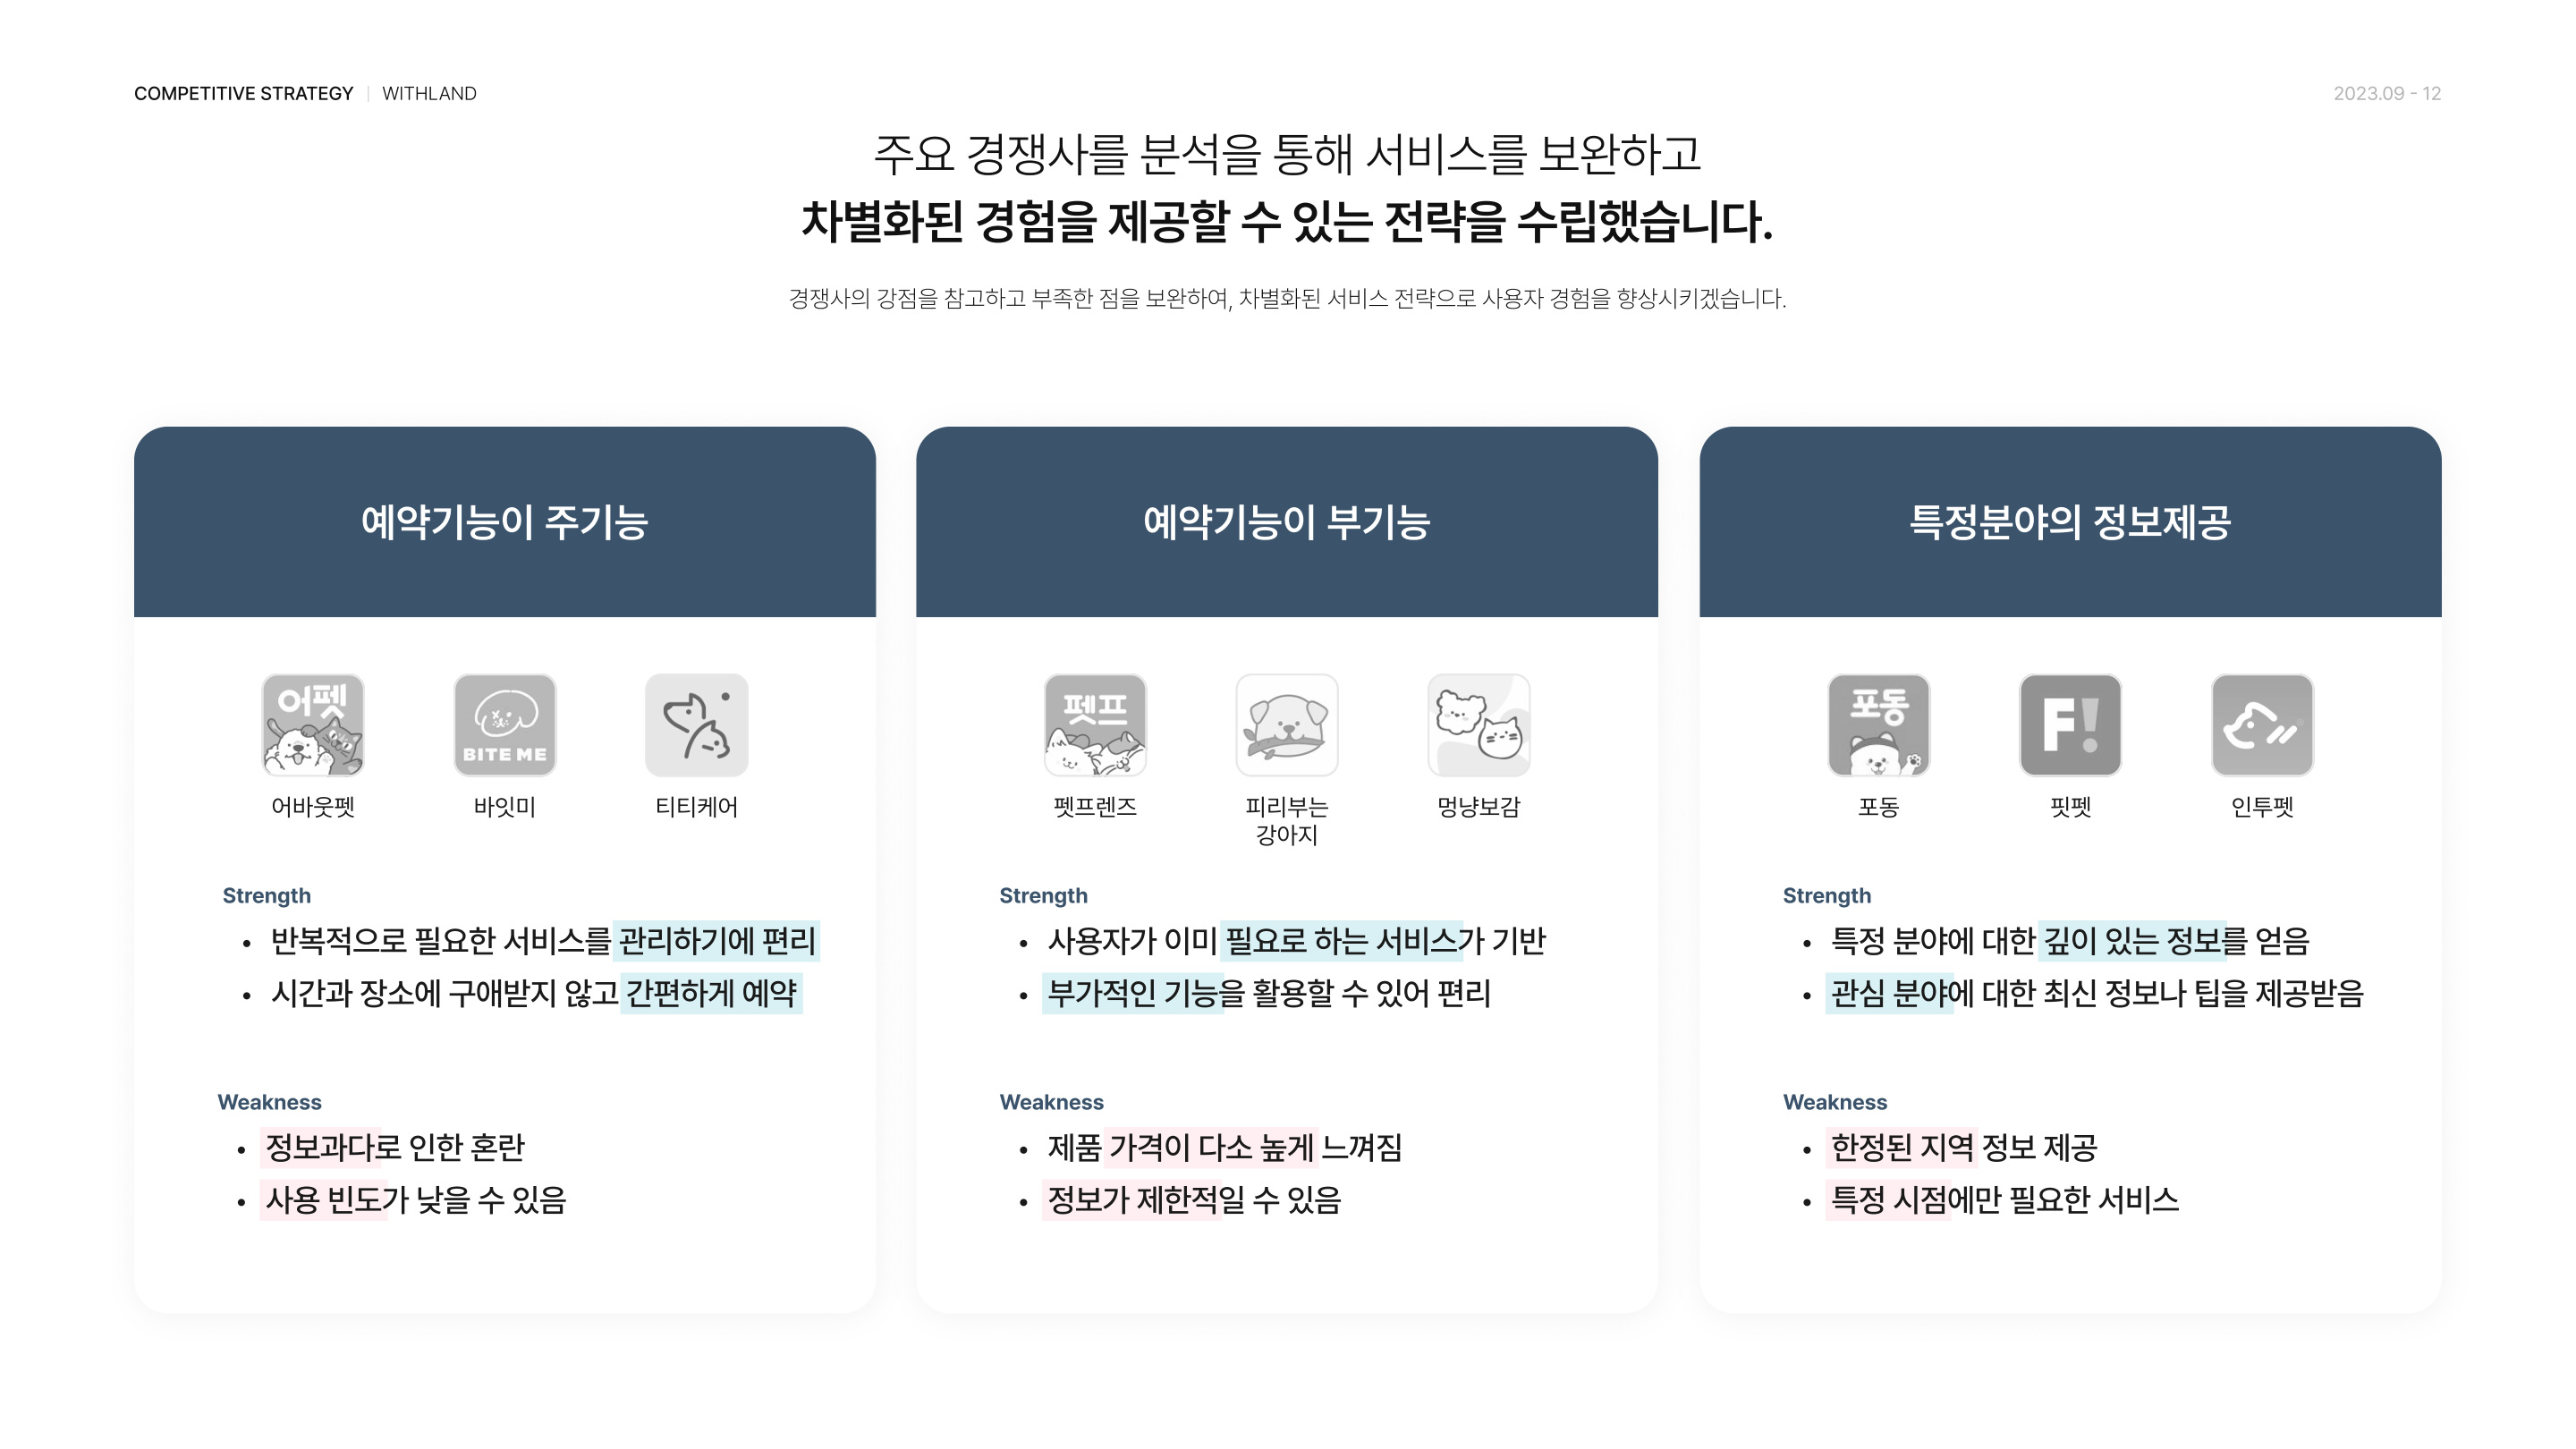 COMPETITIVE STRATEGY | WITHLAND
2023.09 - 12
주요 경쟁사를 분석을 통해 서비스를 보완하고
차별화된 경험을 제공할 수 있는 전략을 수립했습니다.
경쟁사의 강점을 참고하고 부족한 점을 보완하여, 차별화된 서비스 전략으로 사용자 경험을 향상시키겠습니다.
예약기능이 주기능
어펫
BITE ME
어바웃펫
바잇미
티티케어
Strength
• 반복적으로 필요한 서비스를 관리하기에 편리
• 시간과 장소에 구애받지 않고 간편하게 예약
Weakness
• 정보과다로 인한 혼란
• 사용 빈도가 낮을 수 있음
예약기능이 부기능
펫프
펫프렌즈
피리부는
강아지
멍냥보감
Strength
• 사용자가 이미 필요로 하는 서비스가 기반
• 부가적인 기능을 활용할 수 있어 편리
Weakness
• 제품 가격이 다소 높게 느껴짐
• 정보가 제한적일 수 있음
특정분야의 정보제공
포동
F!
포동
핏펫
인투펫
Strength
• 특정 분야에 대한 깊이 있는 정보를 얻음
• 관심 분야에 대한 최신 정보나 팁을 제공받음
Weakness
• 한정된 지역 정보 제공
• 특정 시점에만 필요한 서비스